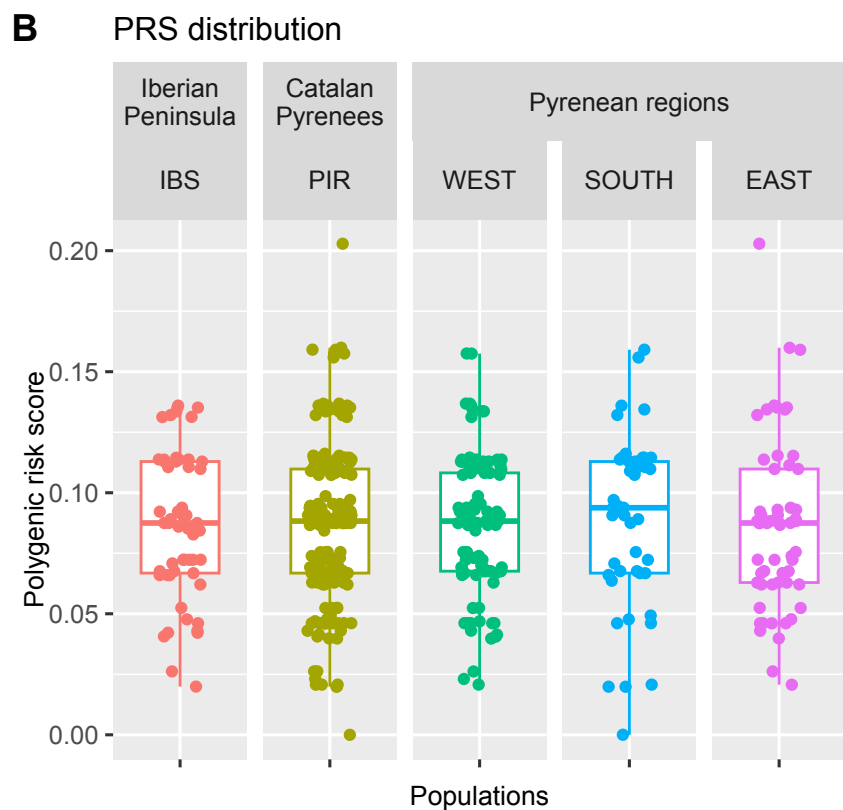 B PRS distribution
Iberian
Peninsula
Catalan
Pyrenees
Pyrenean regions
IBS PIR WEST SOUTH EAST
Polygenic risk score
0.20
0.15
0.10
0.05
0.00
Populations